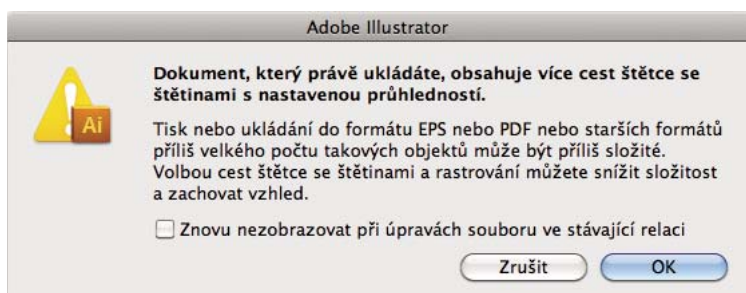 Adobe Illustrator
Dokument, který právě ukládáte, obsahuje více cest štětce se
štětinami s nastavenou průhledností.
Ai
Tisk nebo ukládání do formátu EPS nebo PDF nebo starších formátů
příliš velkého počtu takových objektů může být příliš složité.
Volbou cest štětce se štětinami a rastrování můžete snížit složitost
a zachovat vzhled.
Znovu nezobrazovat při úpravách souboru ve stávající relaci
Zrušit OK